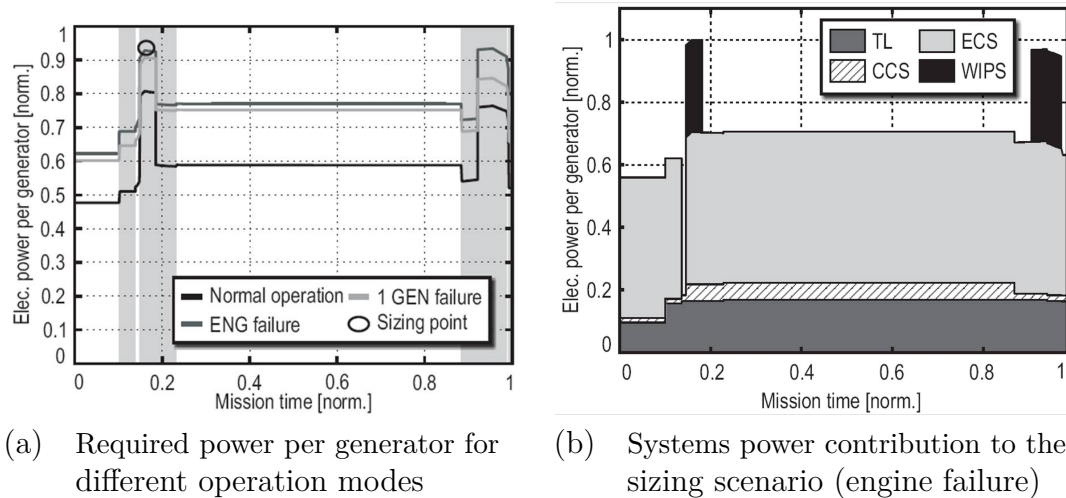 Elec. power per generator [norm.]
1
0.9
0.8
0.7
0.6
0.5
0.4
0.3
0.2
0.1
0
Normal operation
1 GEN failure
ENG failure
Sizing point
0 0.2 0.4 0.6 0.8 1
Mission time [norm.]
(a) Required power per generator for
different operation modes
Elec. power per generator [norm.]
1
0.8
0.6
0.4
0.2
0
TL
ECS
CCS
WIPS
0 0.2 0.4 0.6 0.8 1
Mission time [norm.]
(b) Systems power contribution to the
sizing scenario (engine failure)